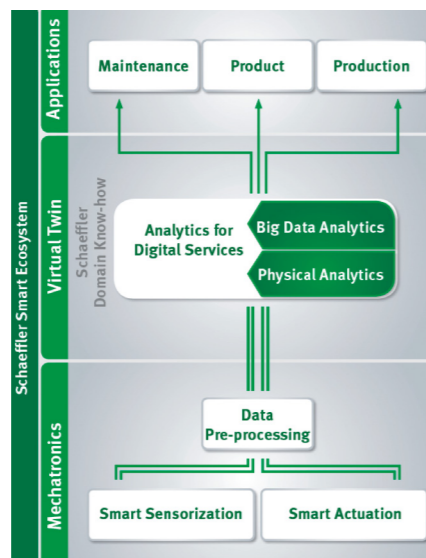 Schaeffler Smart Ecosystem
Applications
Maintenance
Product
Production
Virtual Twin
Schaeffler
Domain Know-how
Analytics for
Digital Services
Big Data Analytics
Physical Analytics
Mechatronics
Data
Pre-processing
Smart Sensorization
Smart Actuation